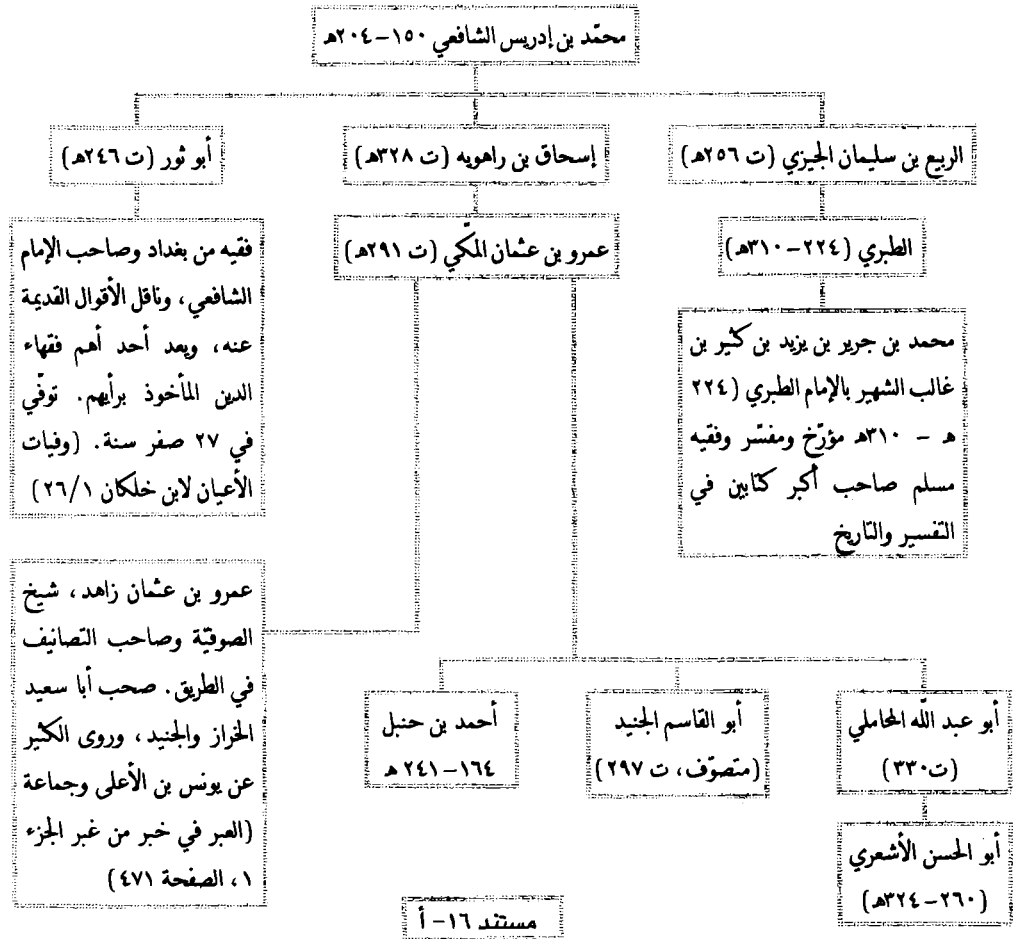 محمّد بن إدريس الشافعي ١٥٠–٢٠٤هـ
الربيع بن سليمان الجيزي (ت ٢٥٦هـ)
إسحاق بن راهويه (ت ٣٢٨هـ)
أبو ثور (ت ٢٤٦هـ)
الطبري (٢٢٤–٣١٠هـ)
عمرو بن عثمان المكّي (ت ٢٩١هـ)
فقيه من بغداد وصاحب الإمام
الشافعي، وناقل الأقوال القديمة
عنه، ويعد أحد أهم فقهاء
الدين المأخوذ برأيهم. توفّي
في ٢٧ صفر سنة. (وفيات
الأعيان لابن خلكان ٢٦/١)
محمد بن جرير بن يزيد بن كثير بن
غالب الشهير بالإمام الطبري (٢٢٤
هـ – ٣١٠هـ مؤرّخ ومفسّر وفقيه
مسلم صاحب أكبر كتابين في
التفسير والتاريخ
عمرو بن عثمان زاهد، شيخ
الصوفيّة وصاحب التصانيف
في الطريق. صحب أبا سعيد
الخراز والجنيد، وروى الكثير
عن يونس بن الأعلى وجماعة
(العبر في خبر من غبر الجزء
١، الصفحة ٤٧١)
أبو عبد اللّه المحاملي
(ت٣٣٠)
أبو القاسم الجنيد
(متصوّف، ت ٢٩٧)
أحمد بن حنبل
١٦٤–٢٤١ هـ
أبو الحسن الأشعري
(٢٦٠–٣٢٤هـ)
مستند ١٦- أ